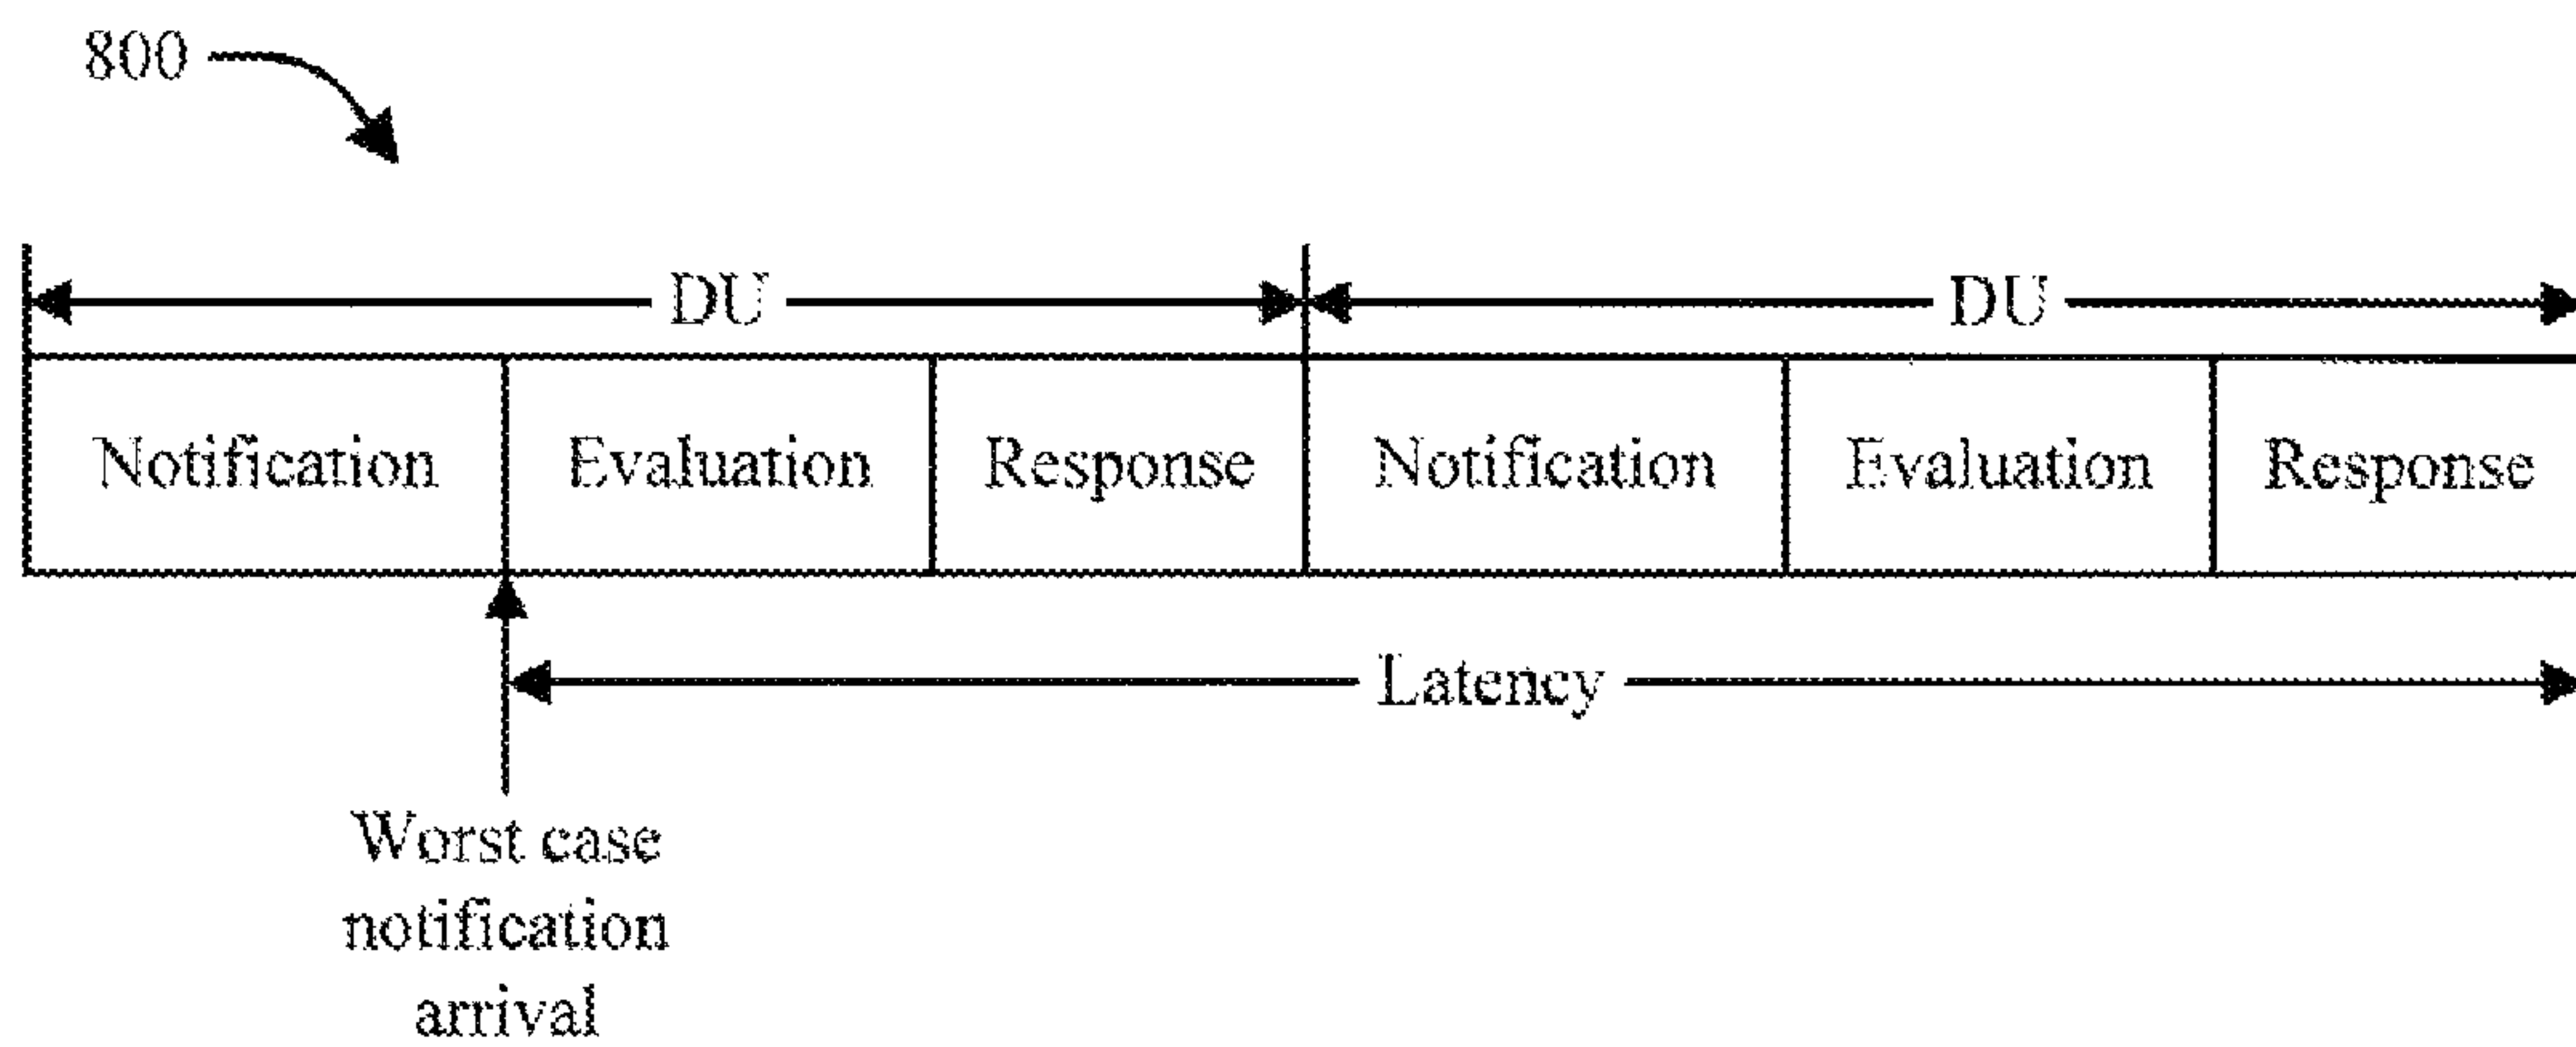 800
DU DU
Notification Evaluation Response Notification Evaluation Response
Latency
Worst case
notification
arrival